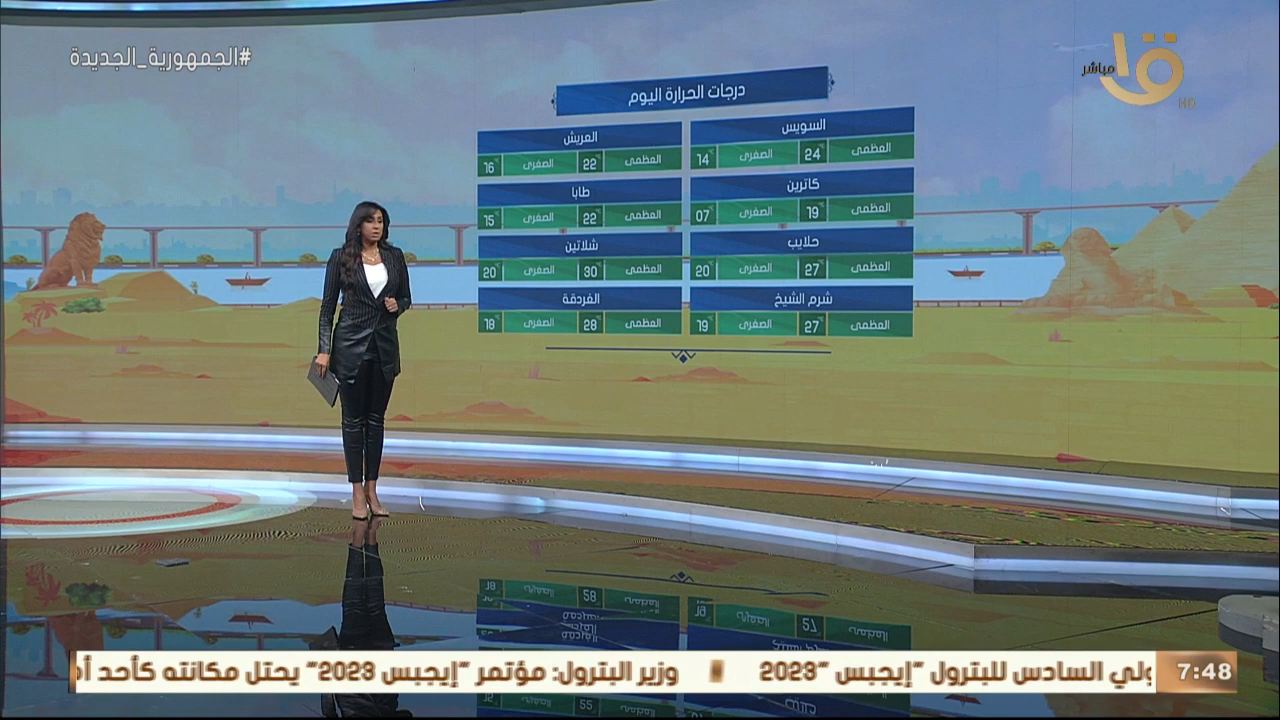 #الجمهورية_الجديدة
مباشر
HD
درجات الحرارة اليوم
السويس
العظمى 24 الصغرى 14
العريش
العظمى 22 الصغرى 16
كاترين
العظمى 19 الصغرى 07
طابا
العظمى 22 الصغرى 15
حلايب
العظمى 27 الصغرى 20
شلاتين
العظمى 30 الصغرى 20
شرم الشيخ
العظمى 27 الصغرى 19
الغردقة
العظمى 28 الصغرى 18
7:48
ولي السادس للبترول "إيجبس 2023" وزير البترول: مؤتمر "إيجبس 2023" يحتل مكانته كأحد